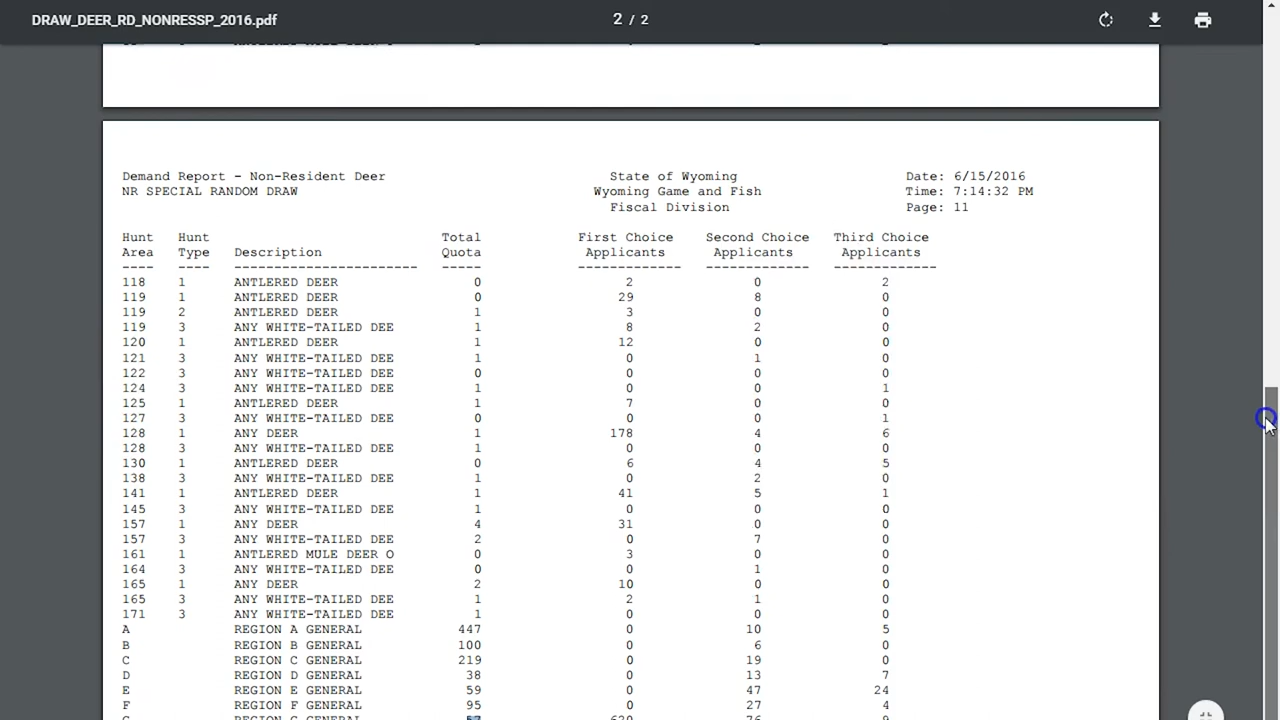 DRAW_DEER_RD_NONRESSP_2016.pdf 2 / 2
Demand Report - Non-Resident Deer State of Wyoming Date: 6/15/2016
NR SPECIAL RANDOM DRAW Wyoming Game and Fish Time: 7:14:32 PM
Fiscal Division Page: 11
Hunt Hunt Total First Choice Second Choice Third Choice
Area Type Description Quota Applicants Applicants Applicants
---- ---- ----------------------- ----- ------------- ------------- -------------
118 1 ANTLERED DEER 0 2 0 2
119 1 ANTLERED DEER 0 29 8 0
119 2 ANTLERED DEER 1 3 0 0
119 3 ANY WHITE-TAILED DEE 1 8 2 0
120 1 ANTLERED DEER 1 12 0 0
121 3 ANY WHITE-TAILED DEE 1 0 1 0
122 3 ANY WHITE-TAILED DEE 0 0 0 0
124 3 ANY WHITE-TAILED DEE 1 0 0 1
125 1 ANTLERED DEER 1 7 0 0
127 3 ANY WHITE-TAILED DEE 0 0 0 1
128 1 ANY DEER 1 178 4 6
128 3 ANY WHITE-TAILED DEE 1 0 0 0
130 1 ANTLERED DEER 0 6 4 5
138 3 ANY WHITE-TAILED DEE 1 0 2 0
141 1 ANTLERED DEER 1 41 5 1
145 3 ANY WHITE-TAILED DEE 1 0 0 0
157 1 ANY DEER 4 31 0 0
157 3 ANY WHITE-TAILED DEE 2 0 7 0
161 1 ANTLERED MULE DEER O 0 3 0 0
164 3 ANY WHITE-TAILED DEE 0 0 1 0
165 1 ANY DEER 2 10 0 0
165 3 ANY WHITE-TAILED DEE 1 2 1 0
171 3 ANY WHITE-TAILED DEE 1 0 0 0
A REGION A GENERAL 447 0 10 5
B REGION B GENERAL 100 0 6 0
C REGION C GENERAL 219 0 19 0
D REGION D GENERAL 38 0 13 7
E REGION E GENERAL 59 0 47 24
F REGION F GENERAL 95 0 27 4